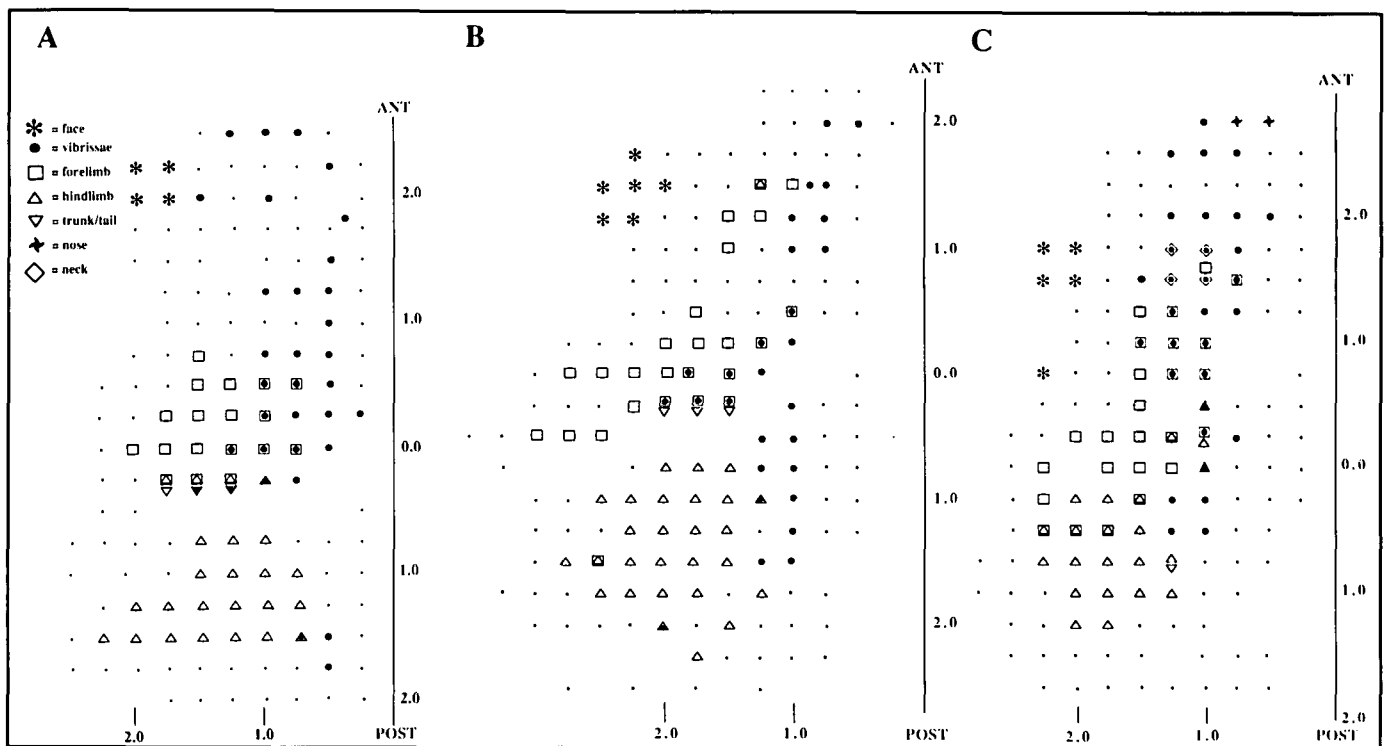 A
B
C
ANT
ANT
ANT
= face
= vibrissae
= forelimb
= hindlimb
= trunk/tail
= nose
= neck
2.0
1.0
0.0
1.0
2.0
2.0
1.0
POST
2.0
1.0
0.0
1.0
2.0
2.0
1.0
POST
2.0
1.0
0.0
1.0
2.0
2.0
1.0
POST